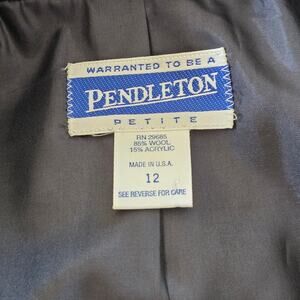 WARRANTED TO BE A
PENDLETON
PETITE
RN 29685
85% WOOL
15% ACRYLIC
MADE IN U.S.A.
12
SEE REVERSE FOR CARE